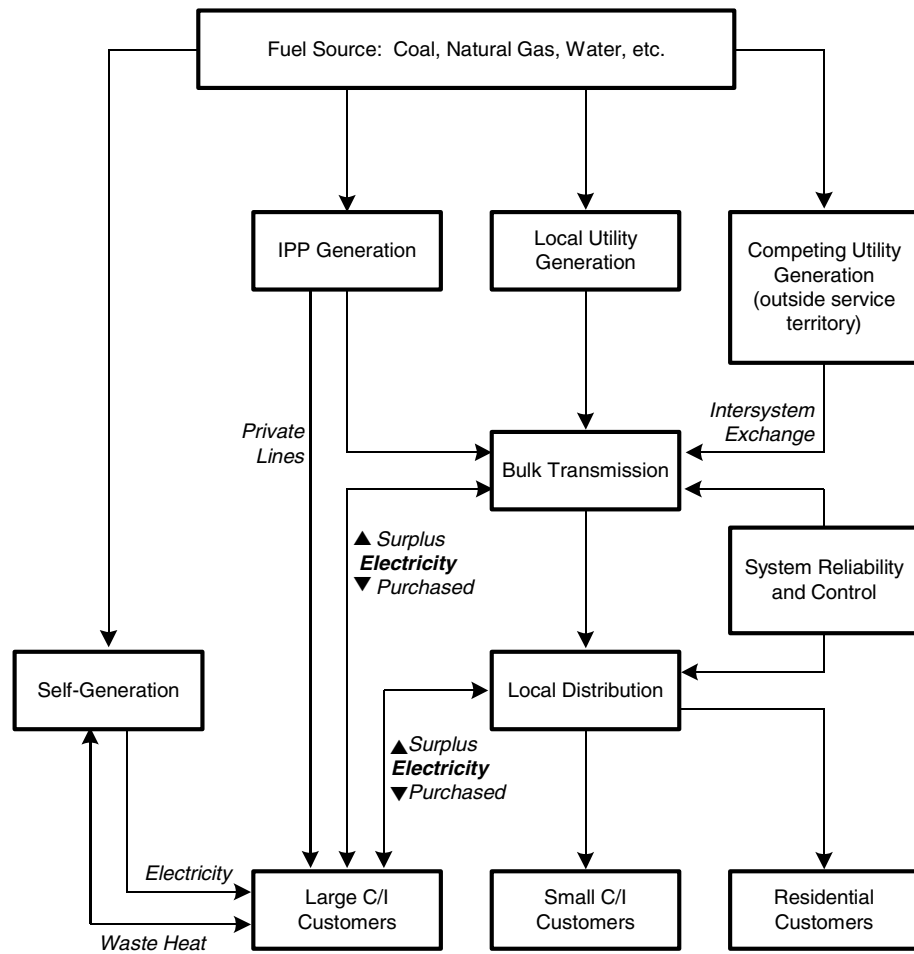 Fuel Source: Coal, Natural Gas, Water, etc.
IPP Generation
Local Utility
Generation
Competing Utility
Generation
(outside service
territory)
Private
Lines
Intersystem
Exchange
Bulk Transmission
▲ Surplus
Electricity
▼ Purchased
System Reliability
and Control
Self-Generation
Local Distribution
▲ Surplus
Electricity
▼ Purchased
Electricity
Waste Heat
Large C/I
Customers
Small C/I
Customers
Residential
Customers